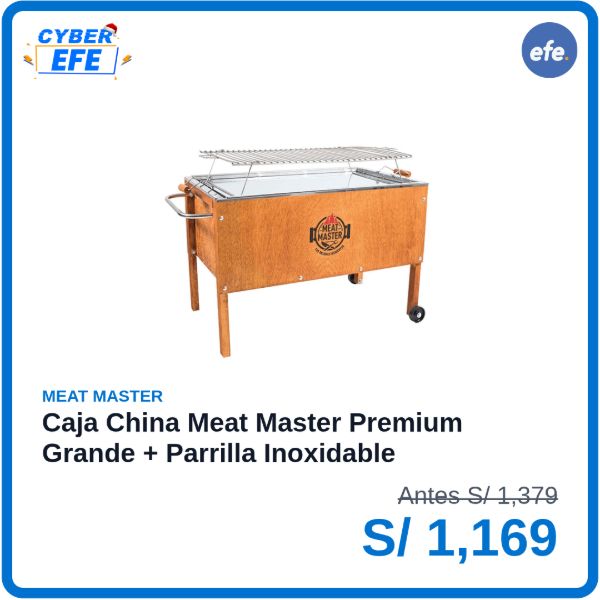 CYBER
EFE
efe.
MEAT
MASTER
MEAT MASTER
Caja China Meat Master Premium
Grande + Parrilla Inoxidable
Antes S/ 1,379
S/ 1,169